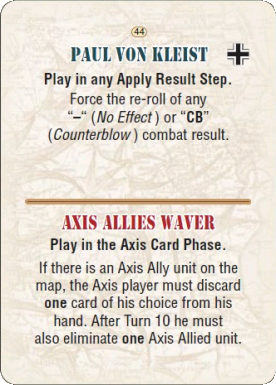 44
PAUL VON KLEIST
Play in any Apply Result Step.
Force the re-roll of any
“–“ (No Effect ) or “CB”
(Counterblow ) combat result.
AXIS ALLIES WAVER
Play in the Axis Card Phase.
If there is an Axis Ally unit on the
map, the Axis player must discard
one card of his choice from his
hand. After Turn 10 he must
also eliminate one Axis Allied unit.